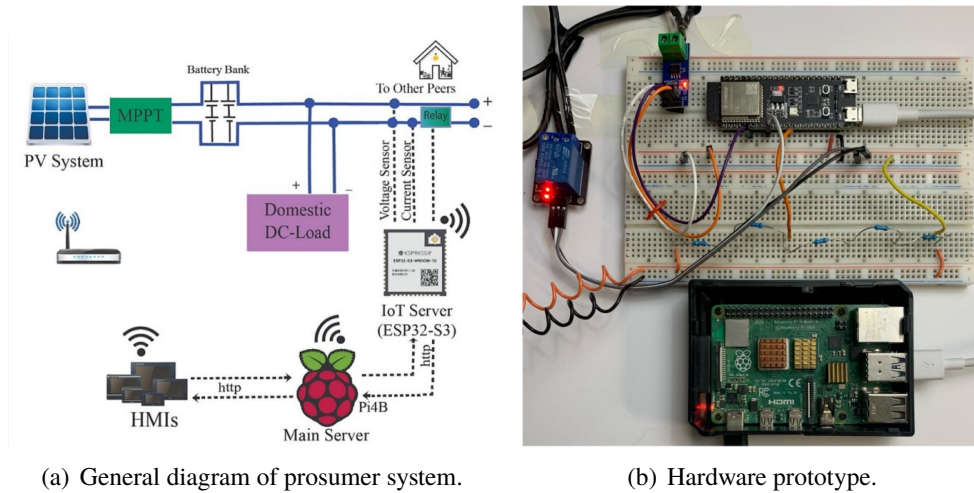 Battery Bank
To Other Peers
+
MPPT
Relay
−
PV System
+ −
Domestic
DC-Load
Voltage Sensor
Current Sensor
ESPRESSIF
ESP32-S3-WROOM-1U
IoT Server
(ESP32-S3)
http
http
Pi4B
HMIs
Main Server
HDMI
(a) General diagram of prosumer system.
(b) Hardware prototype.